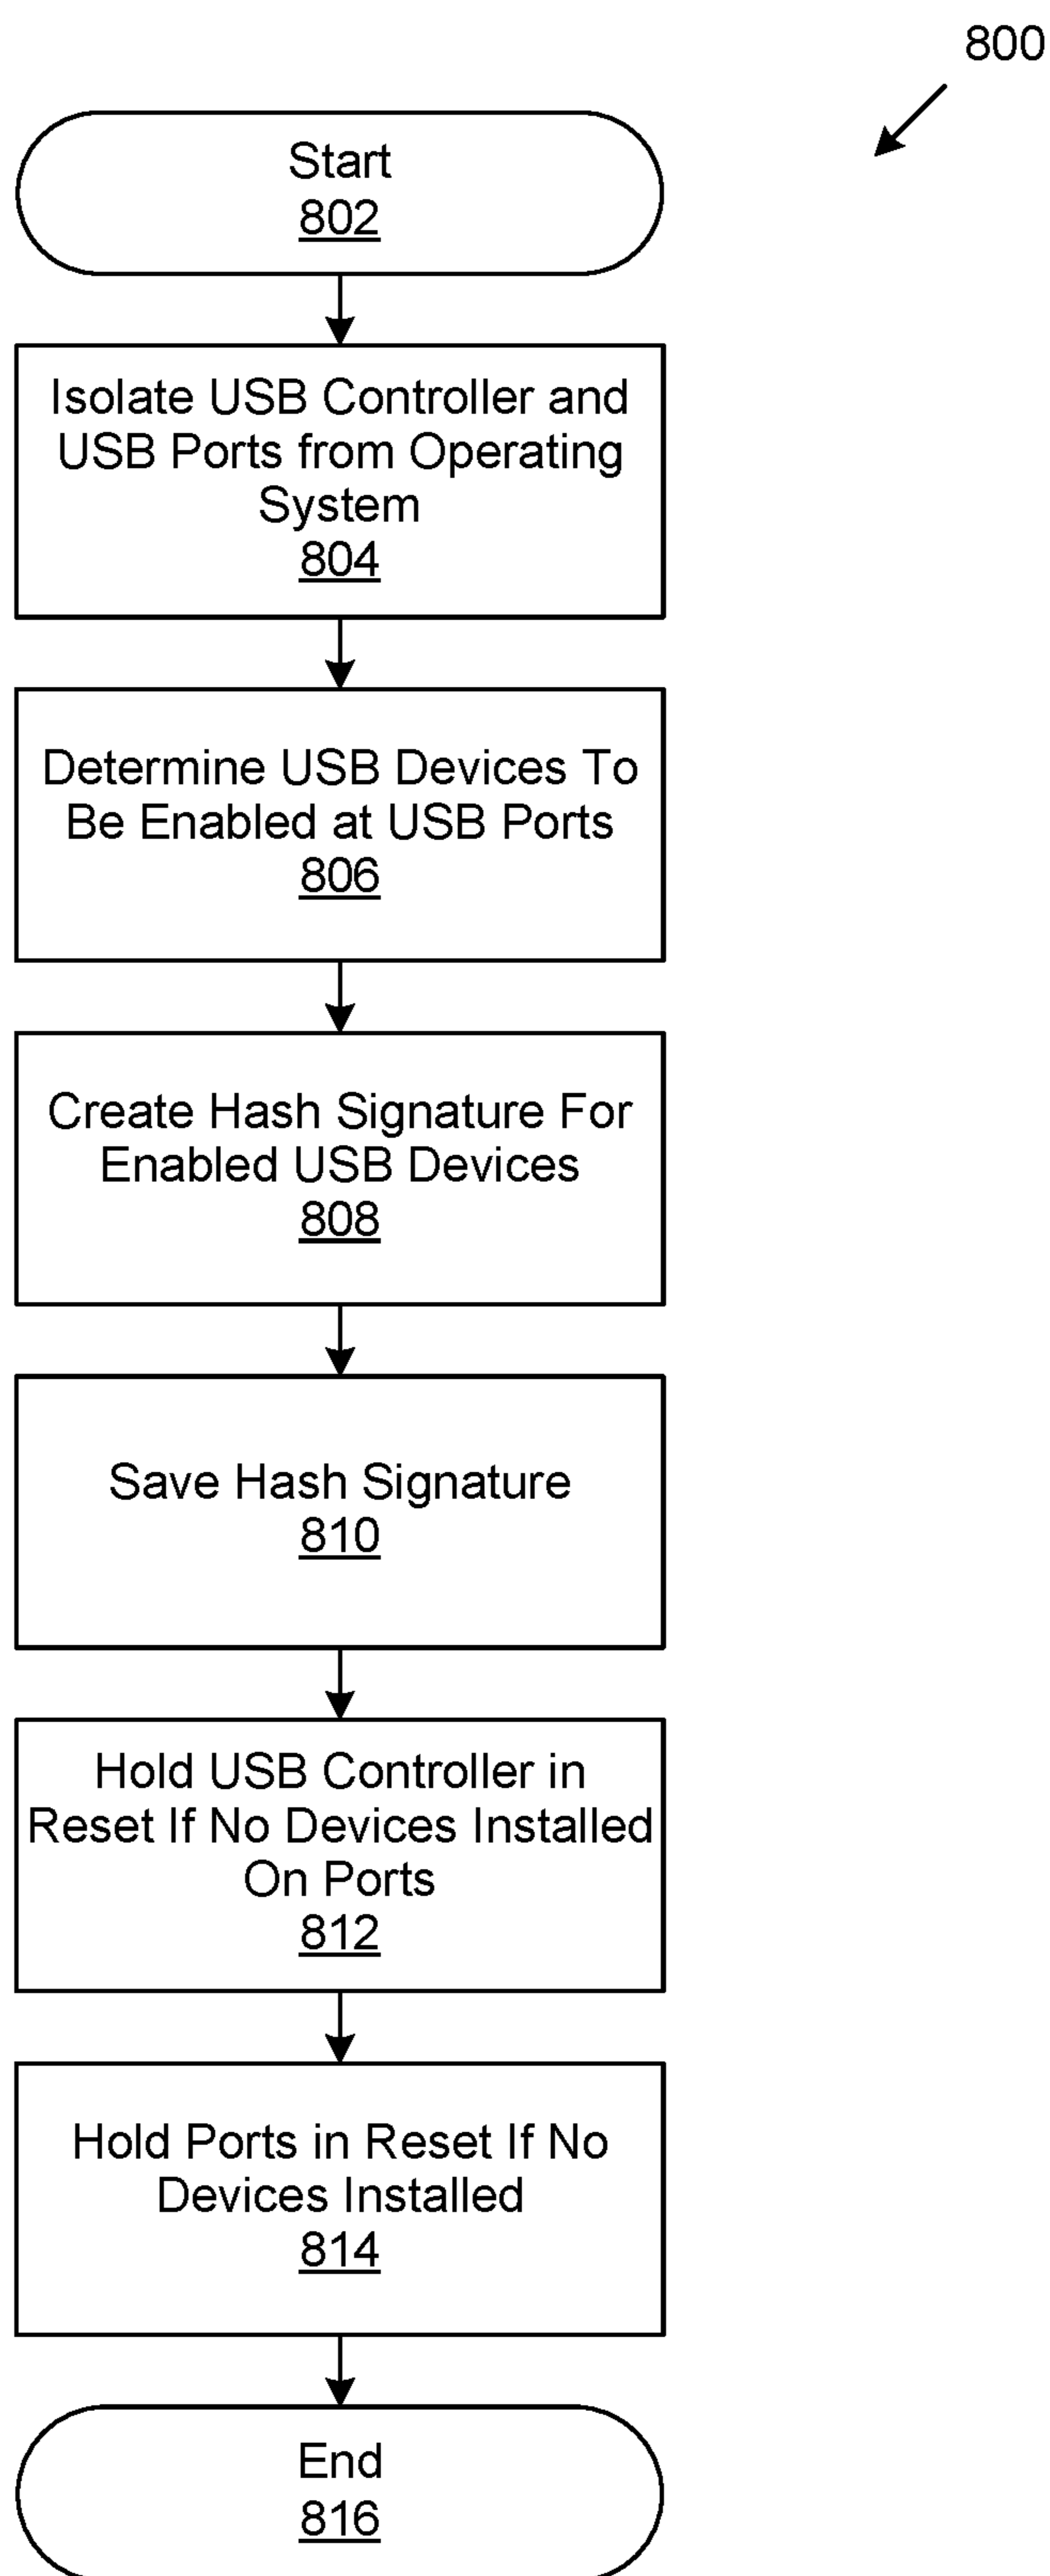 800
Start
802
Isolate USB Controller and
USB Ports from Operating
System
804
Determine USB Devices To
Be Enabled at USB Ports
806
Create Hash Signature For
Enabled USB Devices
808
Save Hash Signature
810
Hold USB Controller in
Reset If No Devices Installed
On Ports
812
Hold Ports in Reset If No
Devices Installed
814
End
816